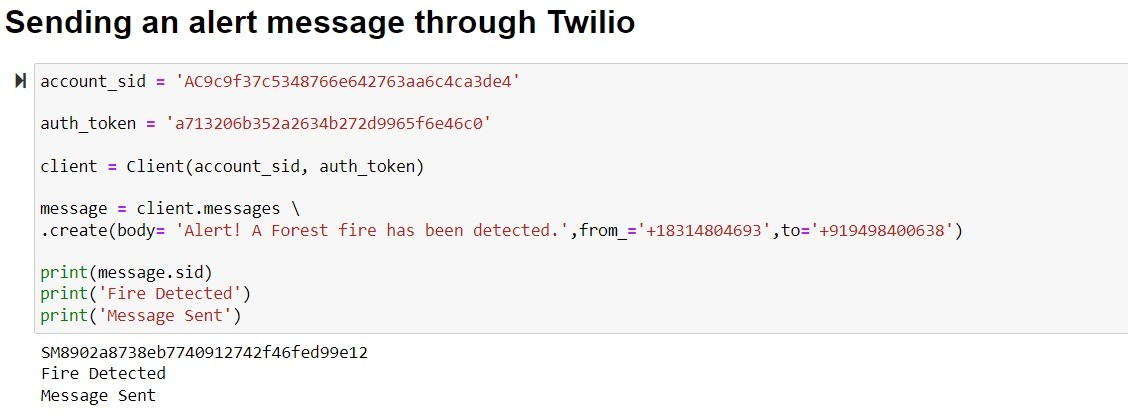 Sending an alert message through Twilio
account_sid = 'AC9c9f37c5348766e642763aa6c4ca3de4'
auth_token = 'a713206b352a2634b272d9965f6e46c0'
client = Client(account_sid, auth_token)
message = client.messages \
.create(body= 'Alert! A Forest fire has been detected.',from_='+18314804693',to='+919498400638')
print(message.sid)
print('Fire Detected')
print('Message Sent')
SM8902a8738eb7740912742f46fed99e12
Fire Detected
Message Sent